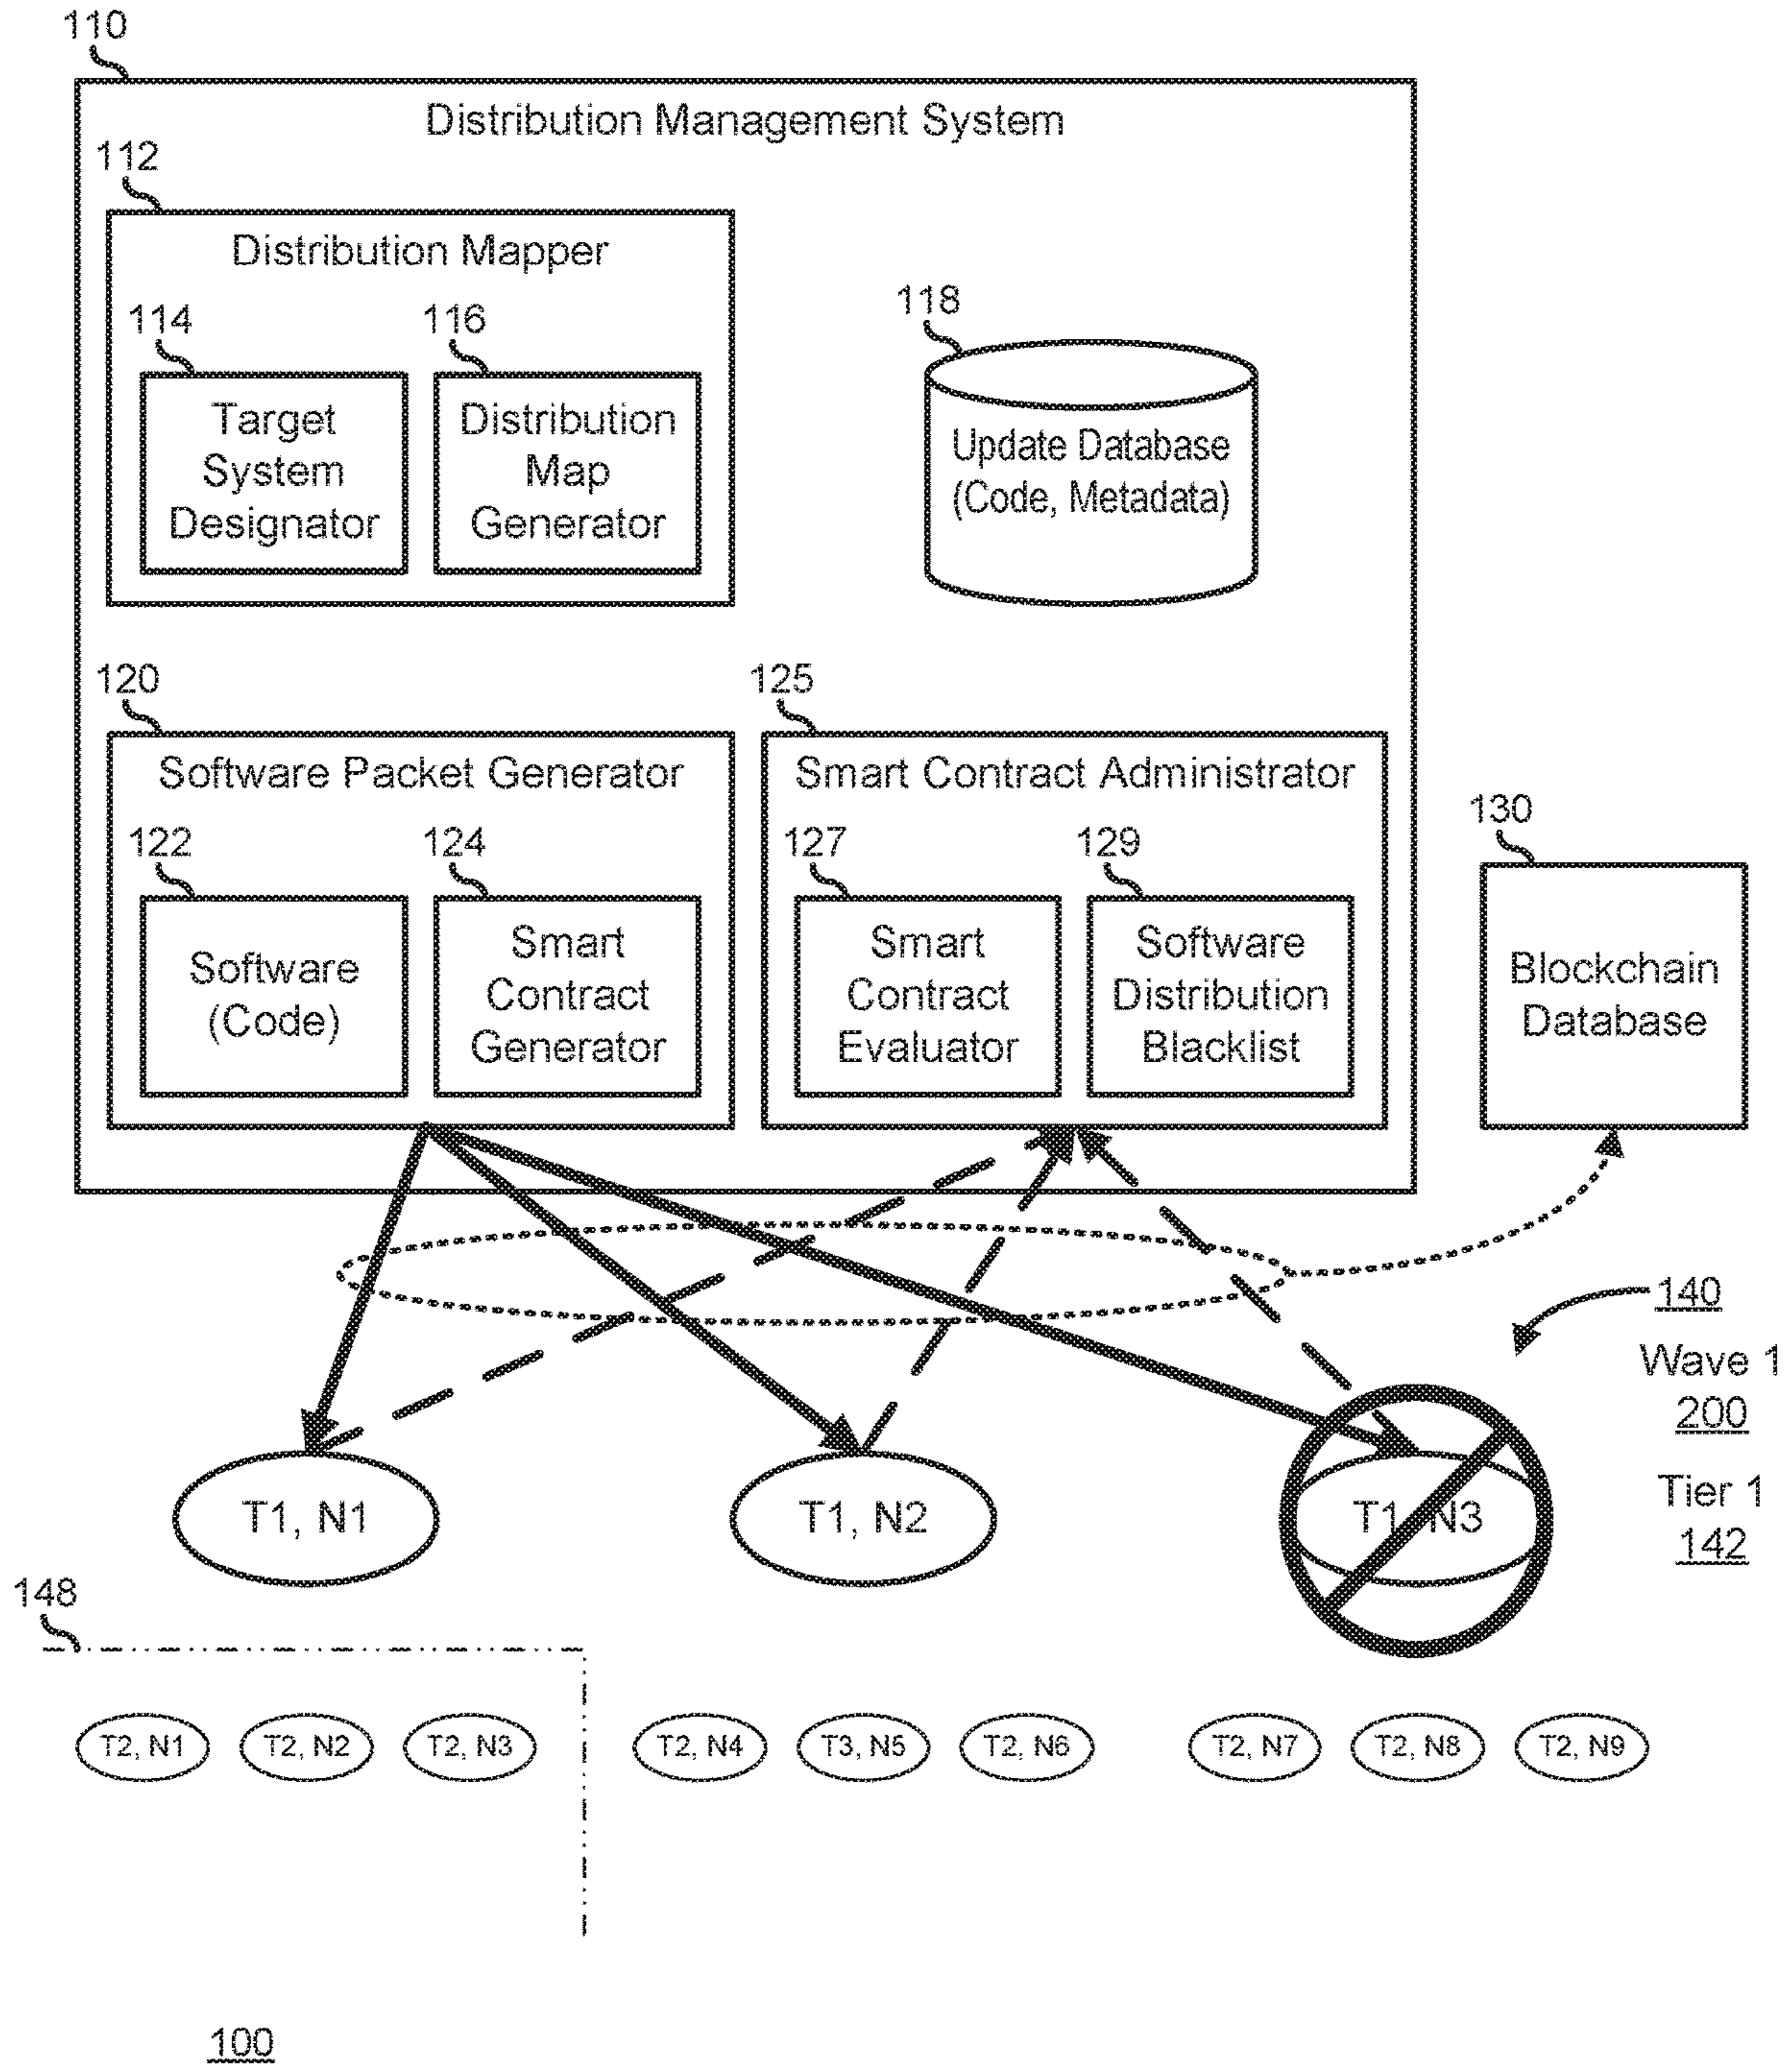 110
Distribution Management System
112
Distribution Mapper
114
116
118
Target
System
Designator
Distribution
Map
Generator
Update Database
(Code, Metadata)
120
125
Software Packet Generator
Smart Contract Administrator
130
122
124
127
129
Software
(Code)
Smart
Contract
Generator
Smart
Contract
Evaluator
Software
Distribution
Blacklist
Blockchain
Database
140
Wave 1
200
T1, N1
T1, N2
T1, N3
Tier 1
142
148
T2, N1
T2, N2
T2, N3
T2, N4
T3, N5
T2, N6
T2, N7
T2, N8
T2, N9
100